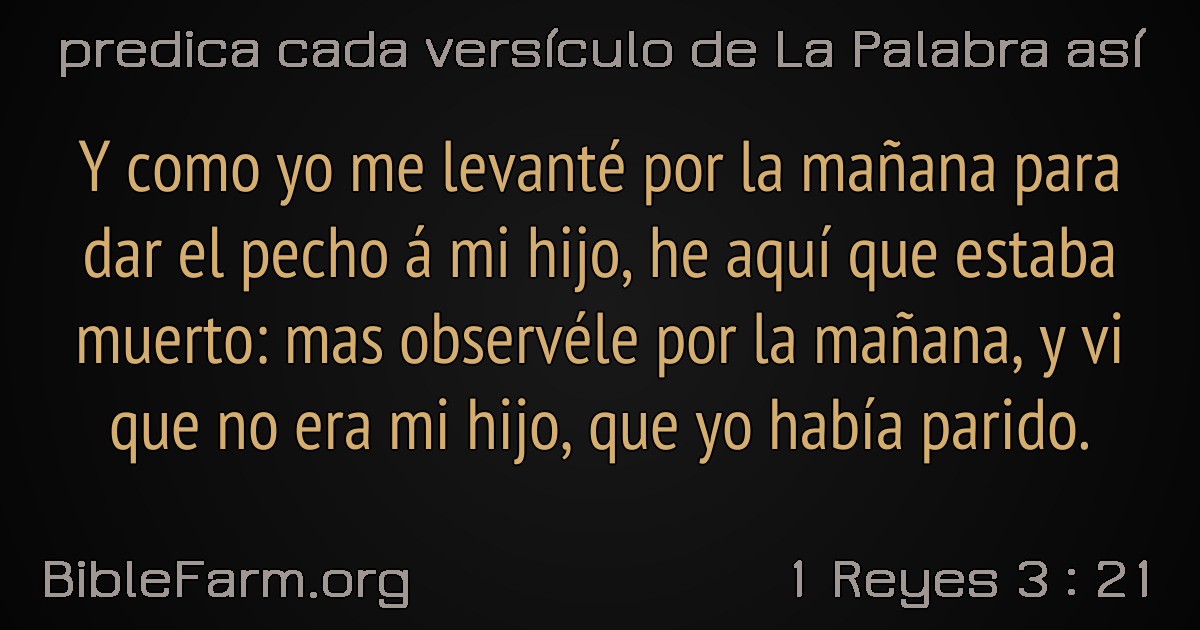 predica cada versículo de La Palabra así
Y como yo me levanté por la mañana para
dar el pecho á mi hijo, he aquí que estaba
muerto: mas observéle por la mañana, y vi
que no era mi hijo, que yo había parido.
BibleFarm.org
1 Reyes 3 : 21